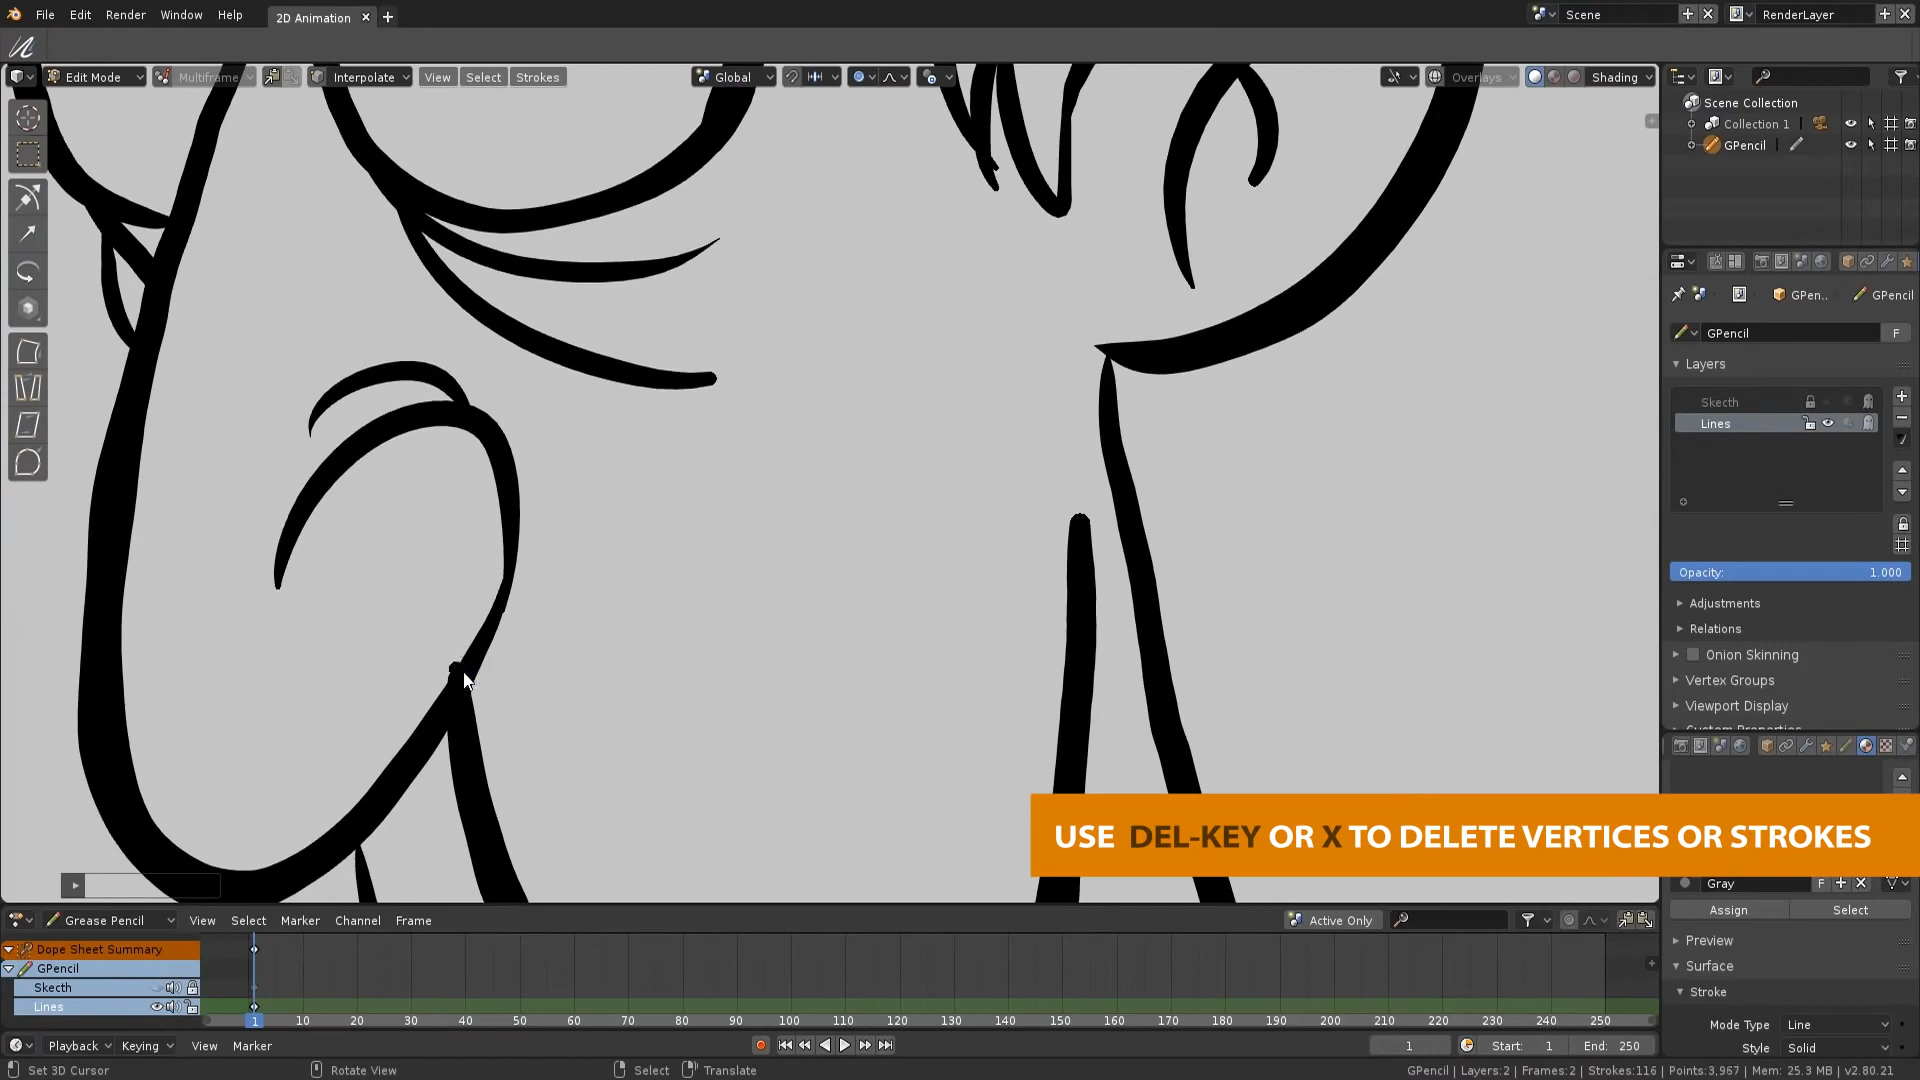 File Edit Render Window Help 2D Animation Scene RenderLayer
Edit Mode Multiframe Interpolate View Select Strokes Global Overlays Shading
Scene Collection
Collection 1
GPencil
GPen.. GPencil
GPencil F
Layers
Skecth
Lines
Opacity: 1.000
Adjustments
Relations
Onion Skinning
Vertex Groups
Viewport Display
Custom Properties
USE DEL-KEY OR X TO DELETE VERTICES OR STROKES
Gray F
Assign Select
Preview
Surface
Stroke
Mode Type Line
Style Solid
Grease Pencil View Select Marker Channel Frame Active Only
Dope Sheet Summary
GPencil
Skecth
Lines
1 10 20 30 40 50 60 70 80 90 100 110 120 130 140 150 160 170 180 190 200 210 220 230 240 250
Playback Keying View Marker 1 Start: 1 End: 250
Set 3D Cursor Rotate View Select Translate GPencil | Layers:2 | Frames:2 | Strokes:116 | Points:3,967 | Mem: 25.3 MB | v2.80.21